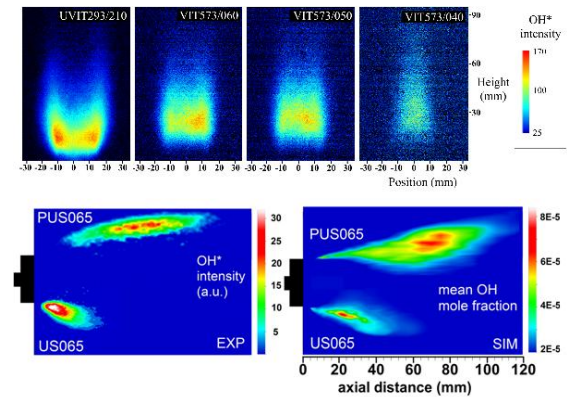 UVIT293/210
VIT573/060
VIT573/050
VIT573/040
OH*
intensity
170
100
25
-90
-60
-30
Height
(mm)
-30 -20 -10 0 10 20 30
-30 -20 -10 0 10 20 30
-30 -20 -10 0 10 20 30
-30 -20 -10 0 10 20 30
Position (mm)
PUS065
OH*
intensity
(a.u.)
US065
EXP
30
25
20
15
10
5
0
PUS065
mean OH
mole fraction
US065
SIM
8E-5
6E-5
4E-5
2E-5
0 20 40 60 80 100 120
axial distance (mm)